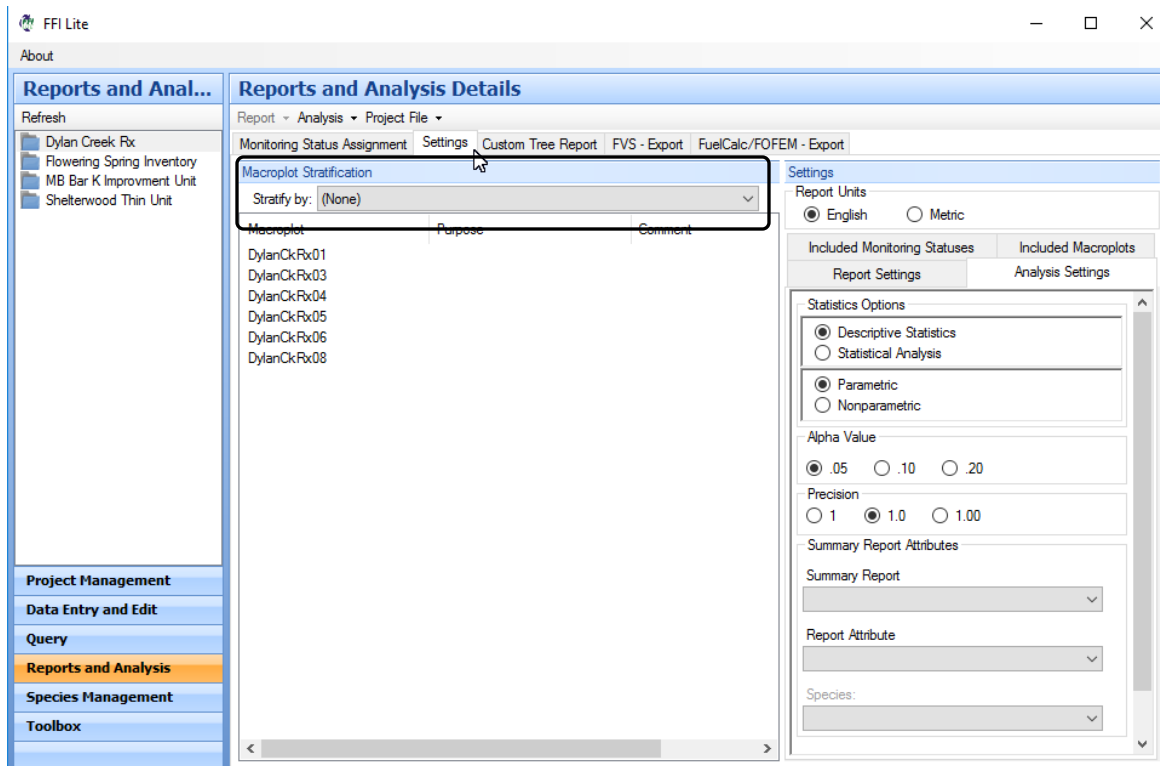 FFI Lite
About
Reports and Anal...
Refresh
Dylan Creek Rx
Flowering Spring Inventory
MB Bar K Improvment Unit
Shelterwood Thin Unit
Project Management
Data Entry and Edit
Query
Reports and Analysis
Species Management
Toolbox
Reports and Analysis Details
Report Analysis Project File
Monitoring Status Assignment Settings Custom Tree Report FVS - Export FuelCalc/FOFEM - Export
Macroplot Stratification
Stratify by: (None)
Macroplot Purpose Comment
DylanCkRx01
DylanCkRx03
DylanCkRx04
DylanCkRx05
DylanCkRx06
DylanCkRx08
Settings
Report Units
English Metric
Included Monitoring Statuses Included Macroplots
Report Settings Analysis Settings
Statistics Options
Descriptive Statistics
Statistical Analysis
Parametric
Nonparametric
Alpha Value
.05 .10 .20
Precision
1 1.0 1.00
Summary Report Attributes
Summary Report
Report Attribute
Species: